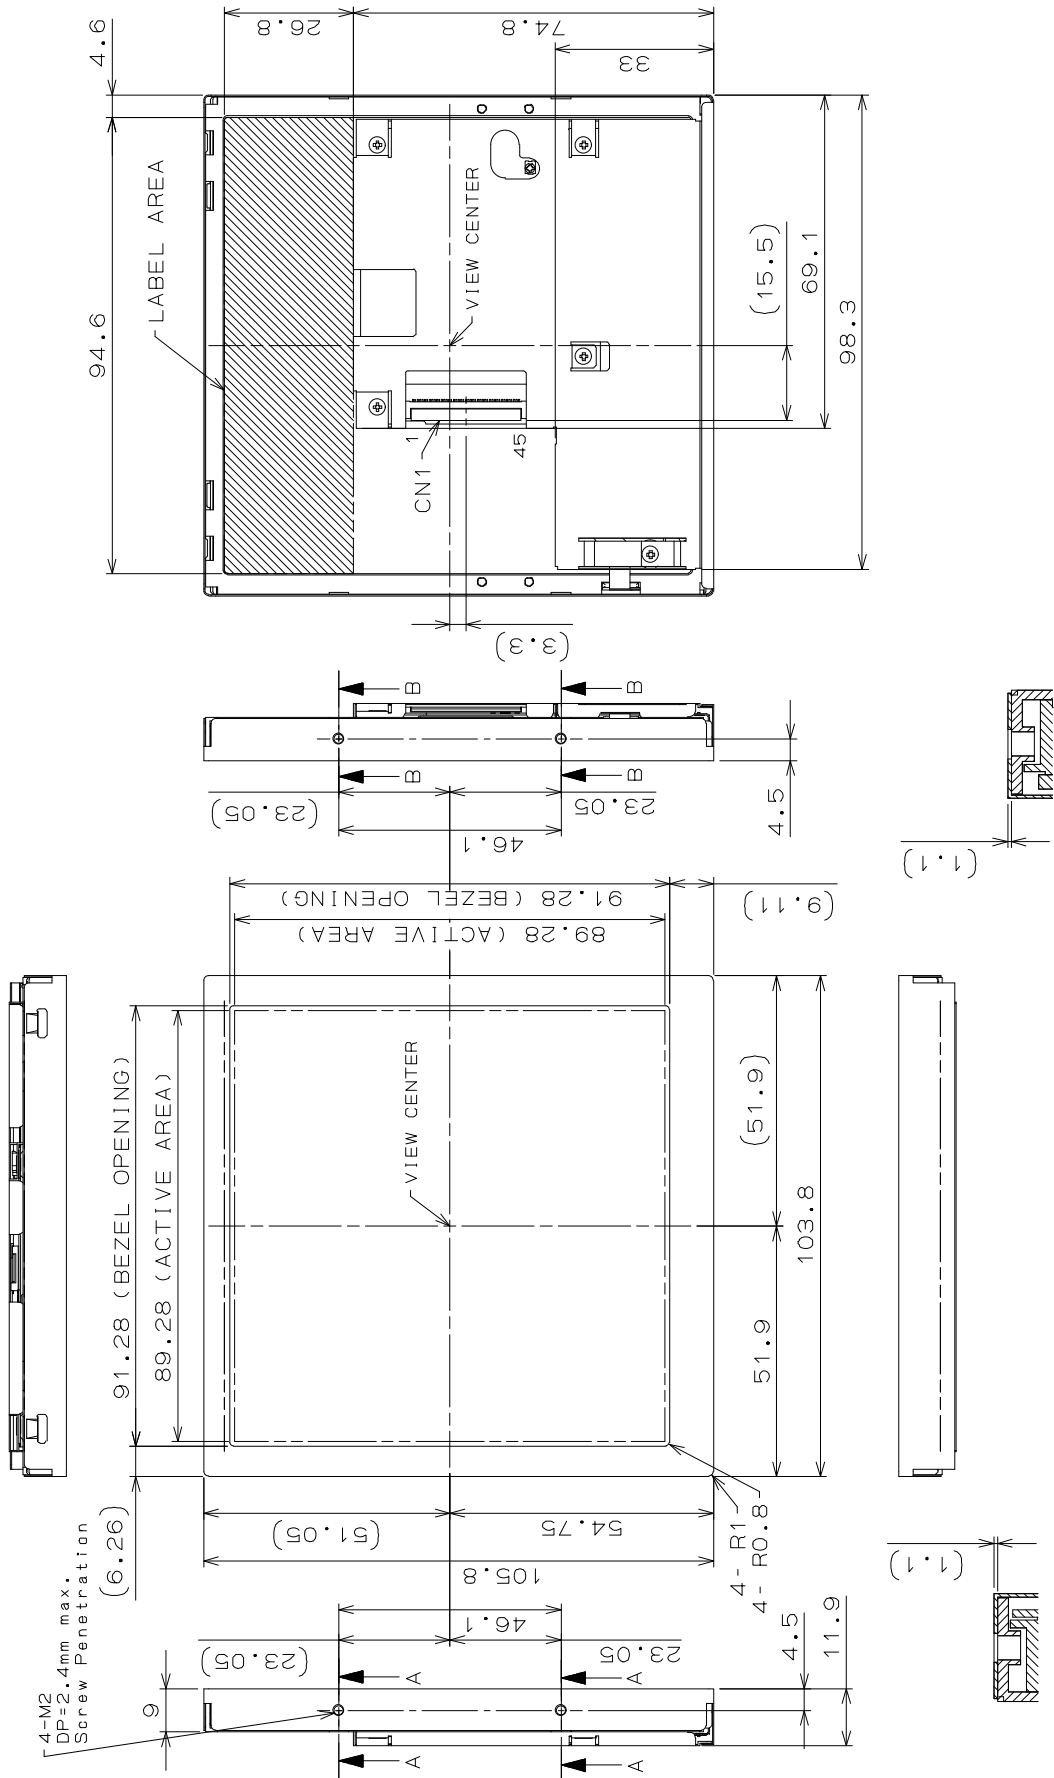 4.6
26.8
74.8
33
94.6
LABEL AREA
VIEW CENTER
(15.5)
69.1
98.3
1
45
CN1
(3.3)
B
B
B
B
(23.05)
23.05
46.1
4.5
(1.1)
91.28 (BEZEL OPENING)
89.28 (ACTIVE AREA)
(9.11)
91.28 (BEZEL OPENING)
89.28 (ACTIVE AREA)
VIEW CENTER
(51.9)
51.9
103.8
(6.26)
(51.05)
54.75
105.8
4- R1
4- R0.8
4-M2
DP=2.4mm max.
Screw Penetration
46.1
(23.05)
23.05
9
A
A
A
A
4.5
11.9
(1.1)